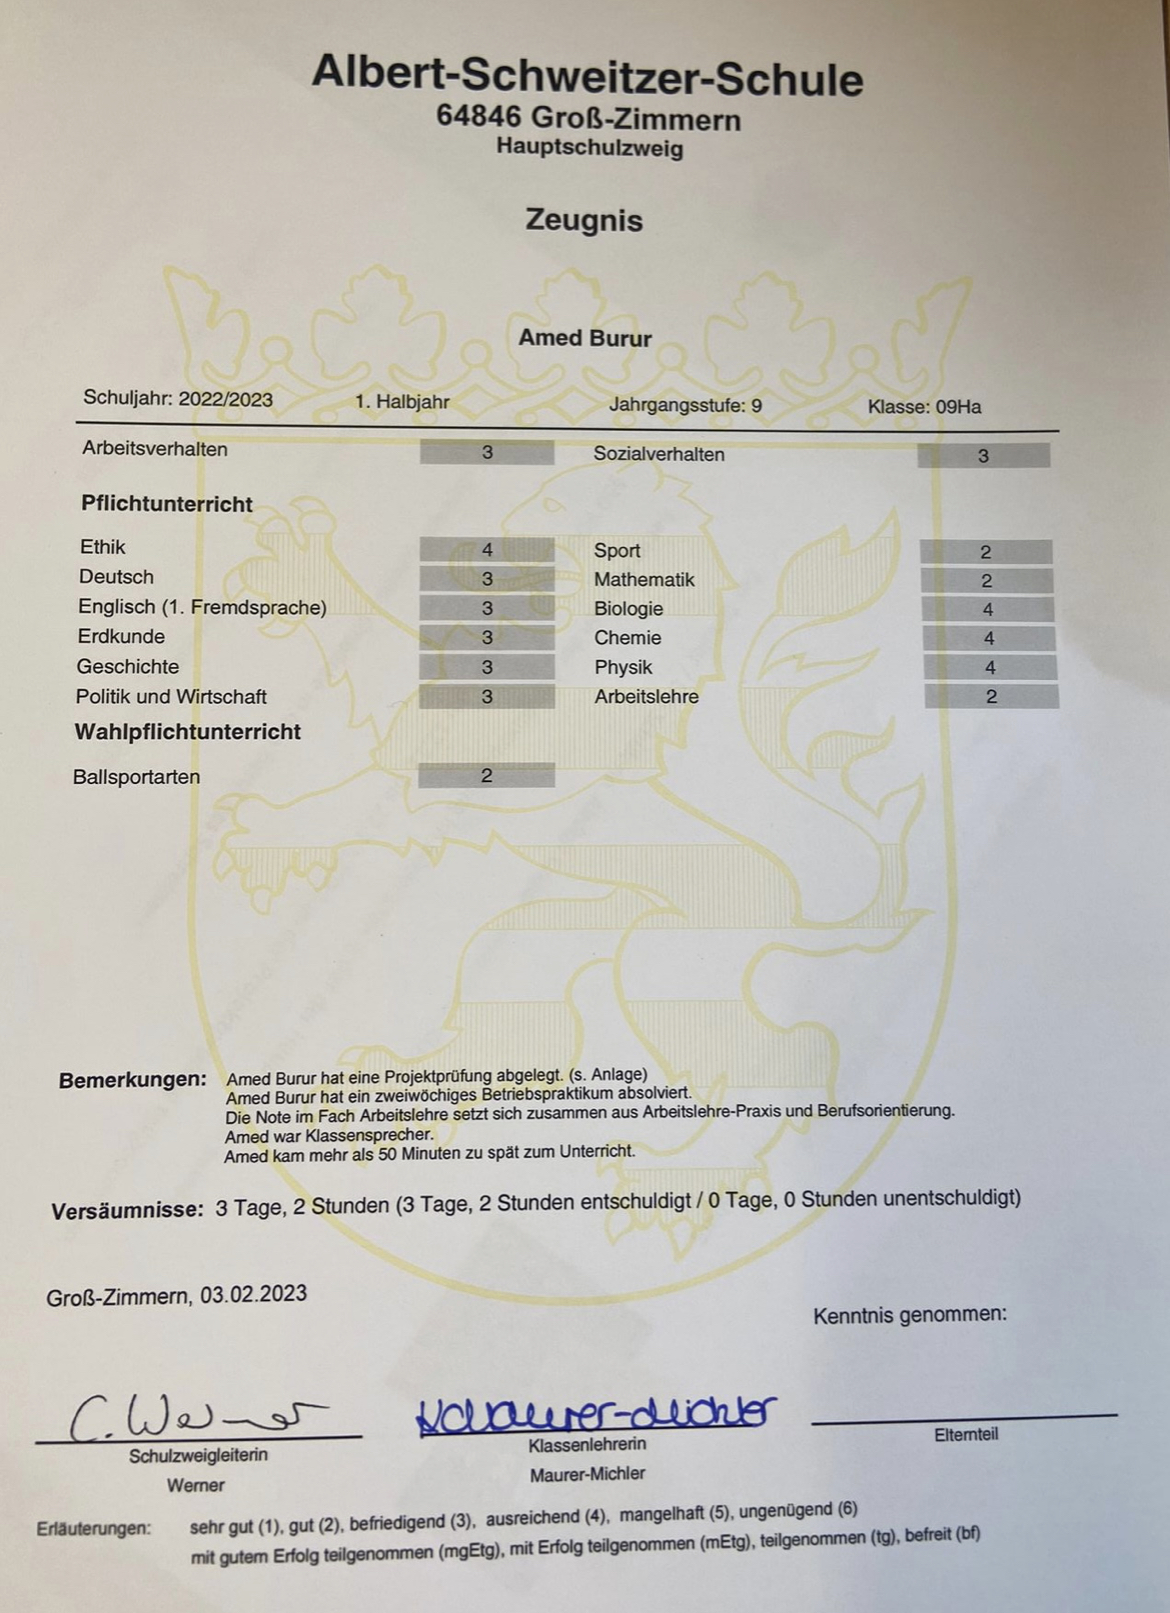 Albert-Schweitzer-Schule
64846 Groß-Zimmern
Hauptschulzweig
Zeugnis
Amed Burur
Schuljahr: 2022/2023 1. Halbjahr Jahrgangsstufe: 9 Klasse: 09Ha
Arbeitsverhalten 3 Sozialverhalten 3
Pflichtunterricht
Ethik 4 Sport 2
Deutsch 3 Mathematik 2
Englisch (1. Fremdsprache) 3 Biologie 4
Erdkunde 3 Chemie 4
Geschichte 3 Physik 4
Politik und Wirtschaft 3 Arbeitslehre 2
Wahlpflichtunterricht
Ballsportarten 2
Bemerkungen: Amed Burur hat eine Projektprüfung abgelegt. (s. Anlage)
Amed Burur hat ein zweiwöchiges Betriebspraktikum absolviert.
Die Note im Fach Arbeitslehre setzt sich zusammen aus Arbeitslehre-Praxis und Berufsorientierung.
Amed war Klassensprecher.
Amed kam mehr als 50 Minuten zu spät zum Unterricht.
Versäumnisse: 3 Tage, 2 Stunden (3 Tage, 2 Stunden entschuldigt / 0 Tage, 0 Stunden unentschuldigt)
Groß-Zimmern, 03.02.2023
Kenntnis genommen:
C. Werner Maurer-Michler
Schulzweigleiterin Klassenlehrerin Elternteil
Werner Maurer-Michler
Erläuterungen: sehr gut (1), gut (2), befriedigend (3), ausreichend (4), mangelhaft (5), ungenügend (6)
mit gutem Erfolg teilgenommen (mgEtg), mit Erfolg teilgenommen (mEtg), teilgenommen (tg), befreit (bf)